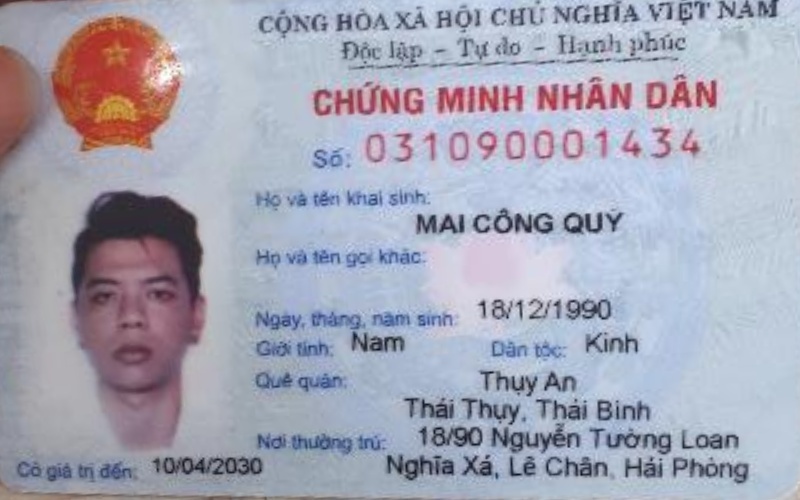 CỘNG HÒA XÃ HỘI CHỦ NGHĨA VIỆT NAM
Độc lập - Tự do - Hạnh phúc
CHỨNG MINH NHÂN DÂN
Số: 031090001434
Họ và tên khai sinh:
MAI CÔNG QUÝ
Họ và tên gọi khác:
Ngày, tháng, năm sinh: 18/12/1990
Giới tính: Nam Dân tộc: Kinh
Quê quán: Thụy An
Thái Thụy, Thái Bình
Nơi thường trú: 18/90 Nguyễn Tường Loan
Nghĩa Xá, Lê Chân, Hải Phòng
Có giá trị đến: 10/04/2030